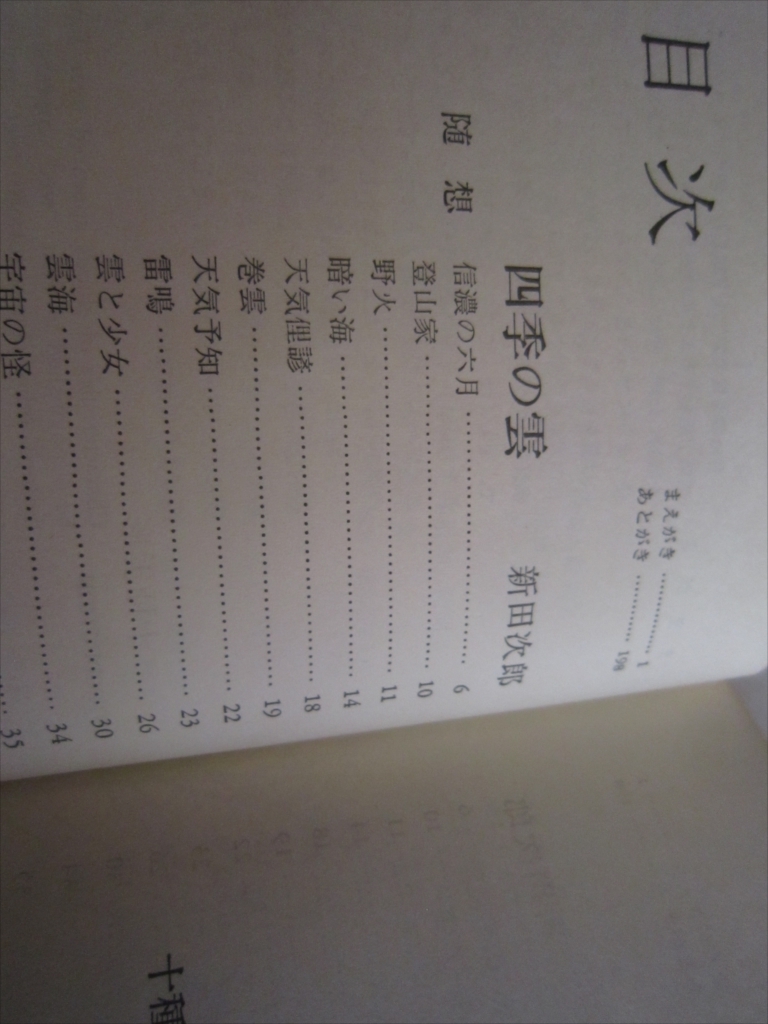 目次
まえがき…………1
あとがき…………198
随想
四季の雲 新田次郎
信濃の六月…………6
登山家…………10
野火…………11
暗い海…………14
天気俚諺…………18
巻雲…………19
天気予知…………22
雷鳴…………23
雲と少女…………26
雲海…………30
宇宙の怪…………34
…………35
十種